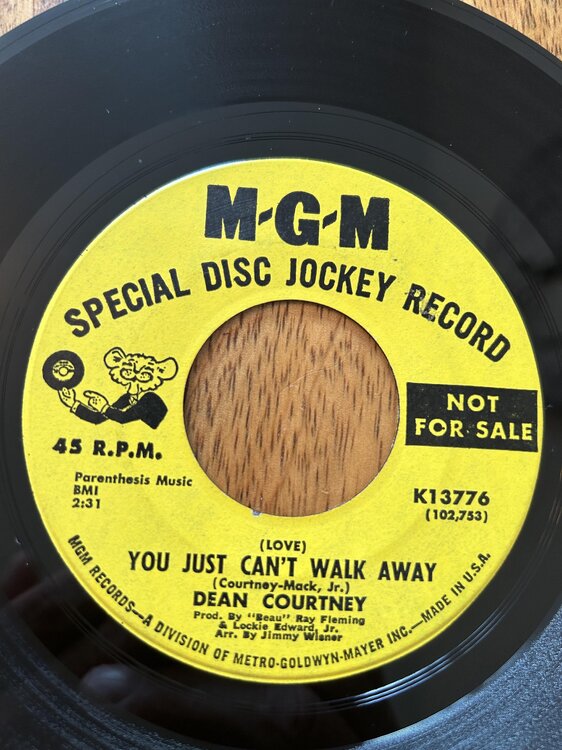 M-G-M
SPECIAL DISC JOCKEY RECORD
NOT
FOR SALE
45 R.P.M.
Parenthesis Music
BMI
2:31
K13776
(102,753)
(LOVE)
YOU JUST CAN'T WALK AWAY
(Courtney-Mack, Jr.)
DEAN COURTNEY
Prod. By "Beau" Ray Fleming
& Lockie Edward, Jr.
Arr. By Jimmy Wisner
MGM RECORDS—A DIVISION OF METRO-GOLDWYN-MAYER INC.—MADE IN U.S.A.